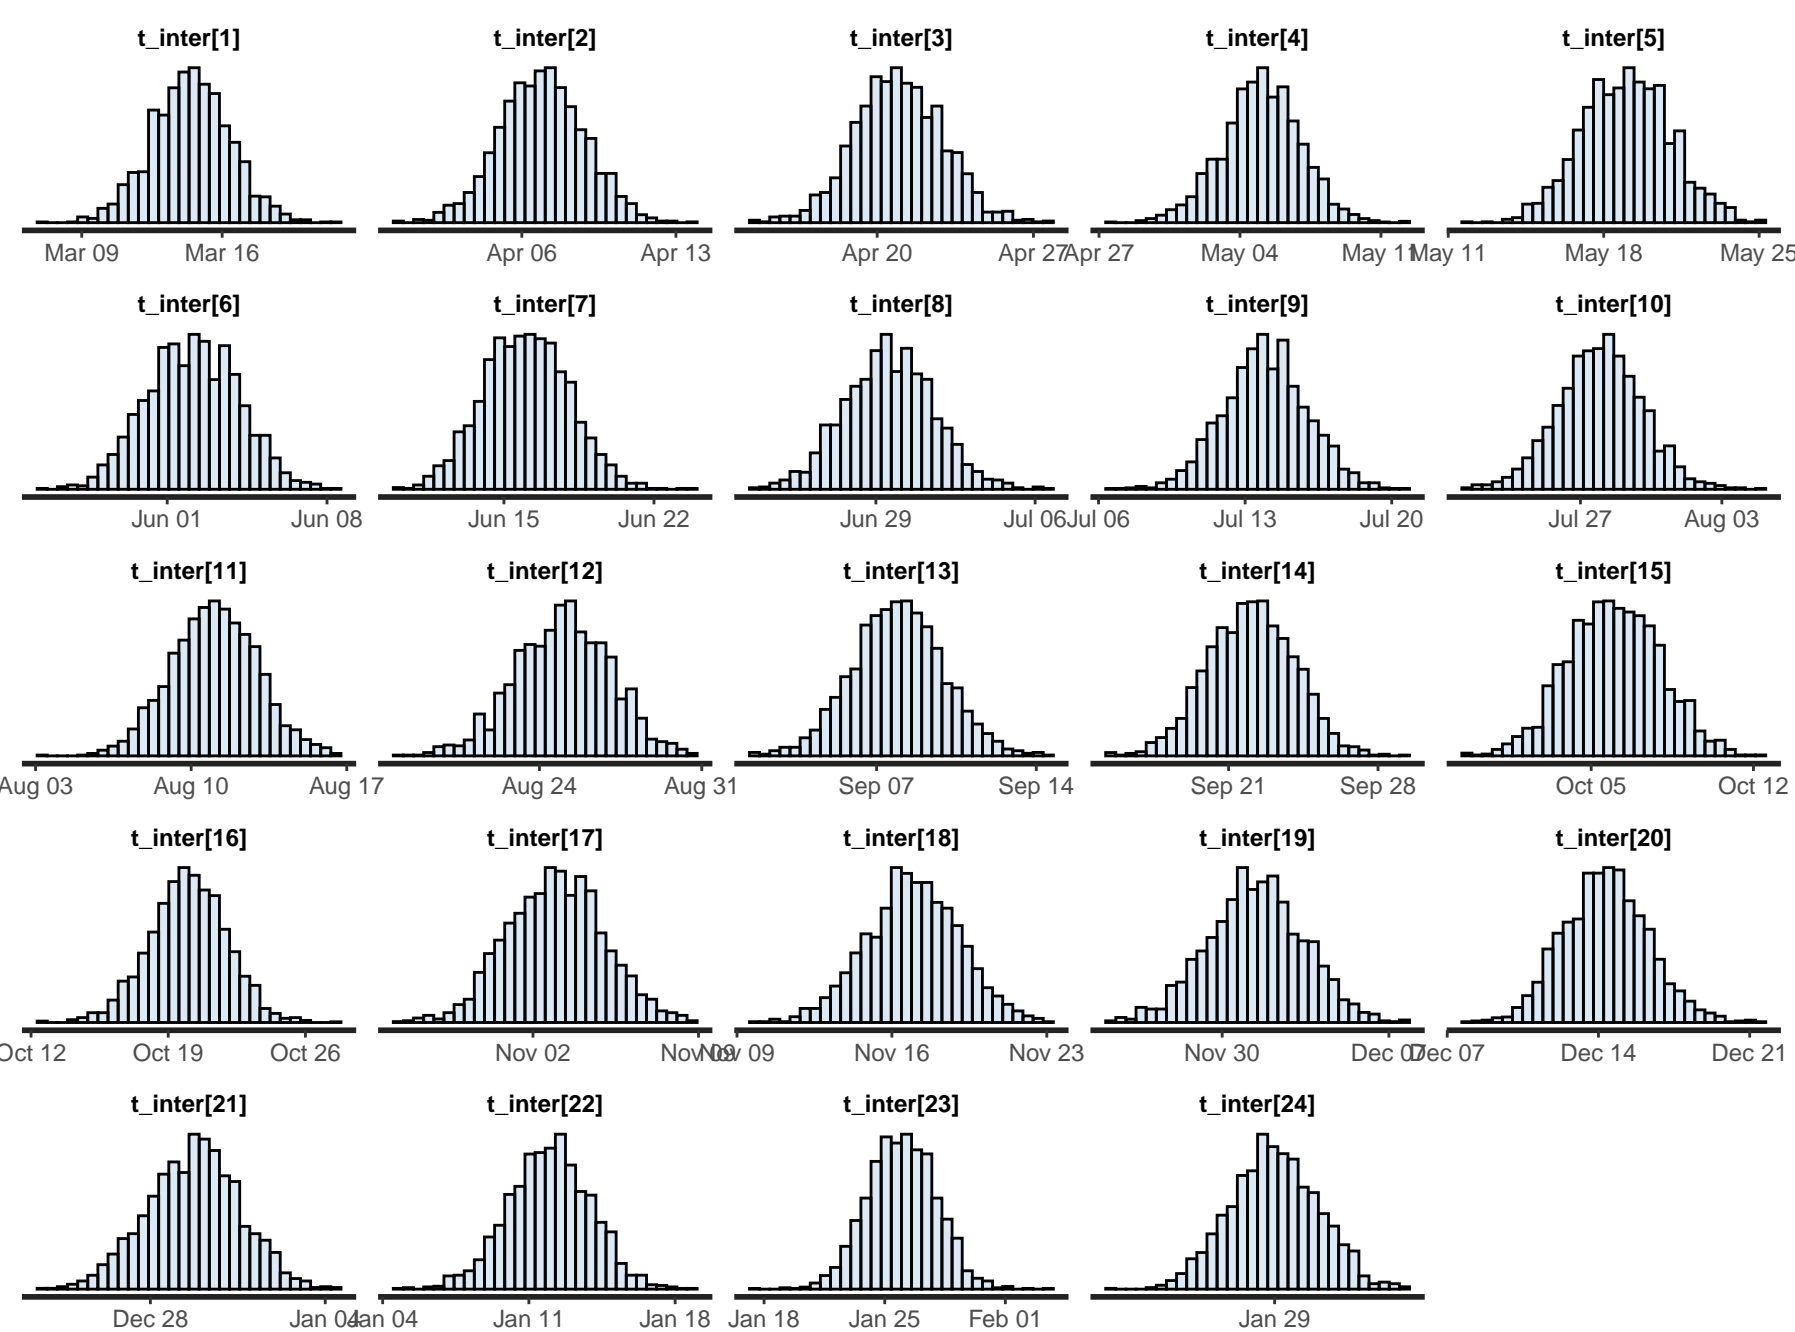 t_inter[1] t_inter[2] t_inter[3] t_inter[4] t_inter[5]
Mar 09 Mar 16 Apr 06 Apr 13 Apr 20 Apr 27 Apr 27 May 04 May 11 May 11 May 18 May 25
t_inter[6] t_inter[7] t_inter[8] t_inter[9] t_inter[10]
Jun 01 Jun 08 Jun 15 Jun 22 Jun 29 Jul 06 Jul 06 Jul 13 Jul 20 Jul 27 Aug 03
t_inter[11] t_inter[12] t_inter[13] t_inter[14] t_inter[15]
Aug 03 Aug 10 Aug 17 Aug 24 Aug 31 Sep 07 Sep 14 Sep 21 Sep 28 Oct 05 Oct 12
t_inter[16] t_inter[17] t_inter[18] t_inter[19] t_inter[20]
Oct 12 Oct 19 Oct 26 Nov 02 Nov 09 Nov 09 Nov 16 Nov 23 Nov 30 Dec 07 Dec 07 Dec 14 Dec 21
t_inter[21] t_inter[22] t_inter[23] t_inter[24]
Dec 28 Jan 04 Jan 04 Jan 11 Jan 18 Jan 18 Jan 25 Feb 01 Jan 29